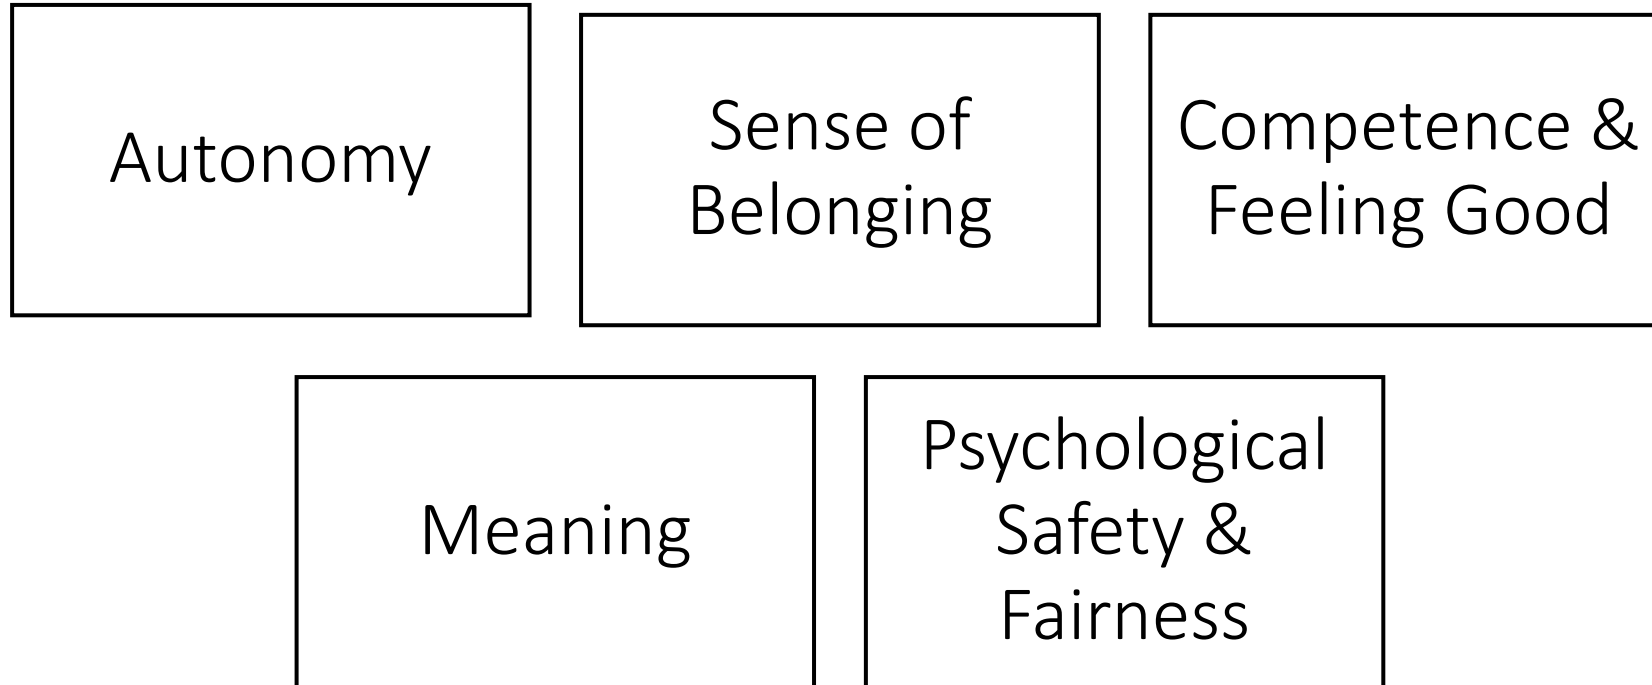 Autonomy
Sense of
Belonging
Competence &
Feeling Good
Meaning
Psychological
Safety &
Fairness